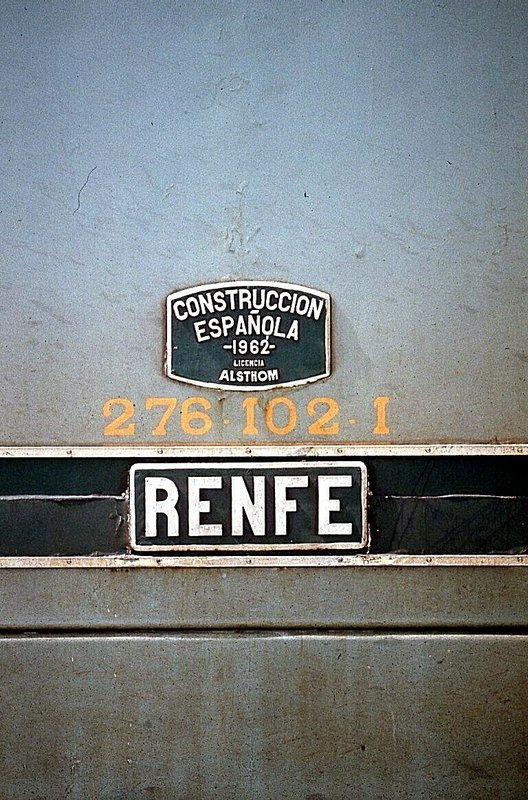 CONSTRUCCION
ESPAÑOLA
-1962-
LICENCIA
ALSTHOM
276-102-1
RENFE